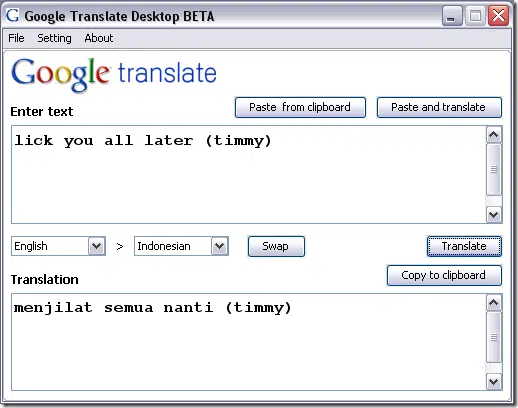 Google Translate Desktop BETA
File Setting About
Google translate
Enter text
Paste from clipboard
Paste and translate
lick you all later (timmy)
English > Indonesian Swap Translate
Copy to clipboard
Translation
menjilat semua nanti (timmy)